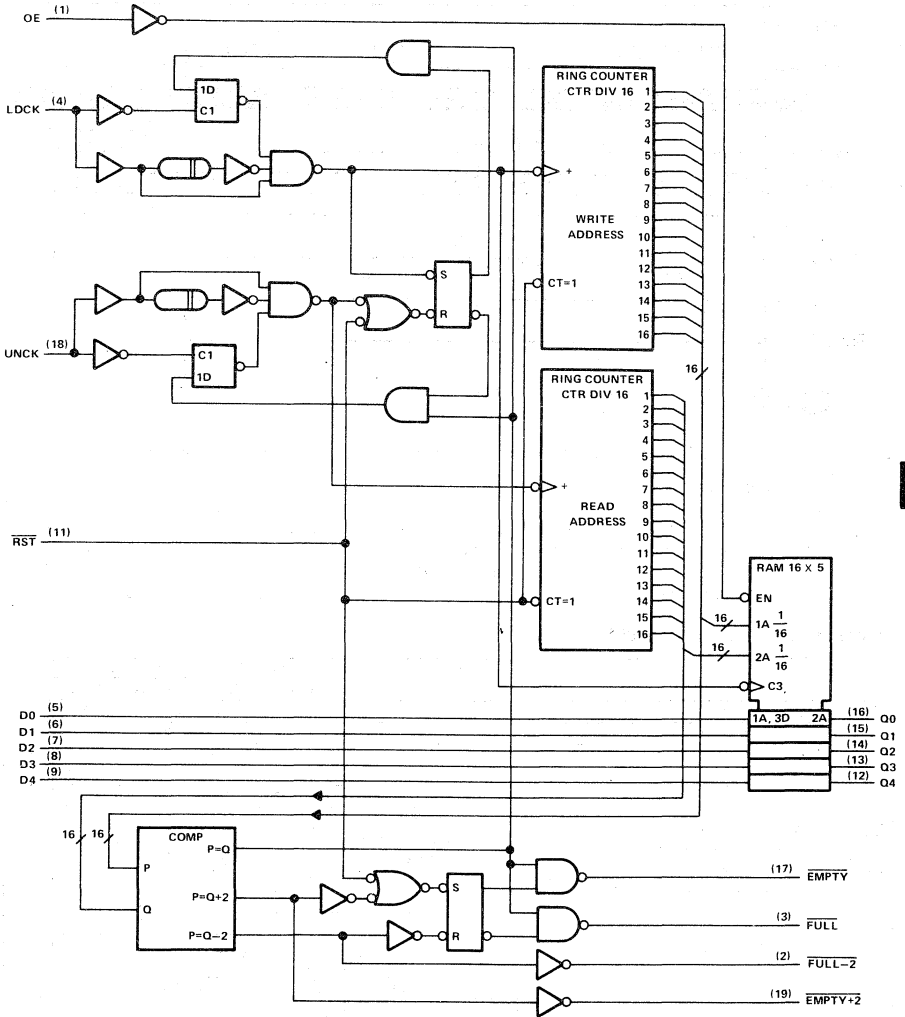 OE (1)
1D
C1
LDCK (4)
RING COUNTER
CTR DIV 16
1
2
3
4
5
6
7
8
9
10
11
12
13
14
15
16
+
WRITE
ADDRESS
CT=1
16
S
R
UNCK (18)
C1
1D
RING COUNTER
CTR DIV 16
1
2
3
4
5
6
7
8
9
10
11
12
13
14
15
16
+
READ
ADDRESS
CT=1
RST (11)
RAM 16 X 5
EN
16
1A 1/16
16
2A 1/16
C3
D0 (5)
D1 (6)
D2 (7)
D3 (8)
D4 (9)
1A, 3D 2A
(16) Q0
(15) Q1
(14) Q2
(13) Q3
(12) Q4
16
16
COMP
P
Q
P=Q
P=Q+2
P=Q−2
S
R
(17) EMPTY
(3) FULL
(2) FULL−2
(19) EMPTY+2